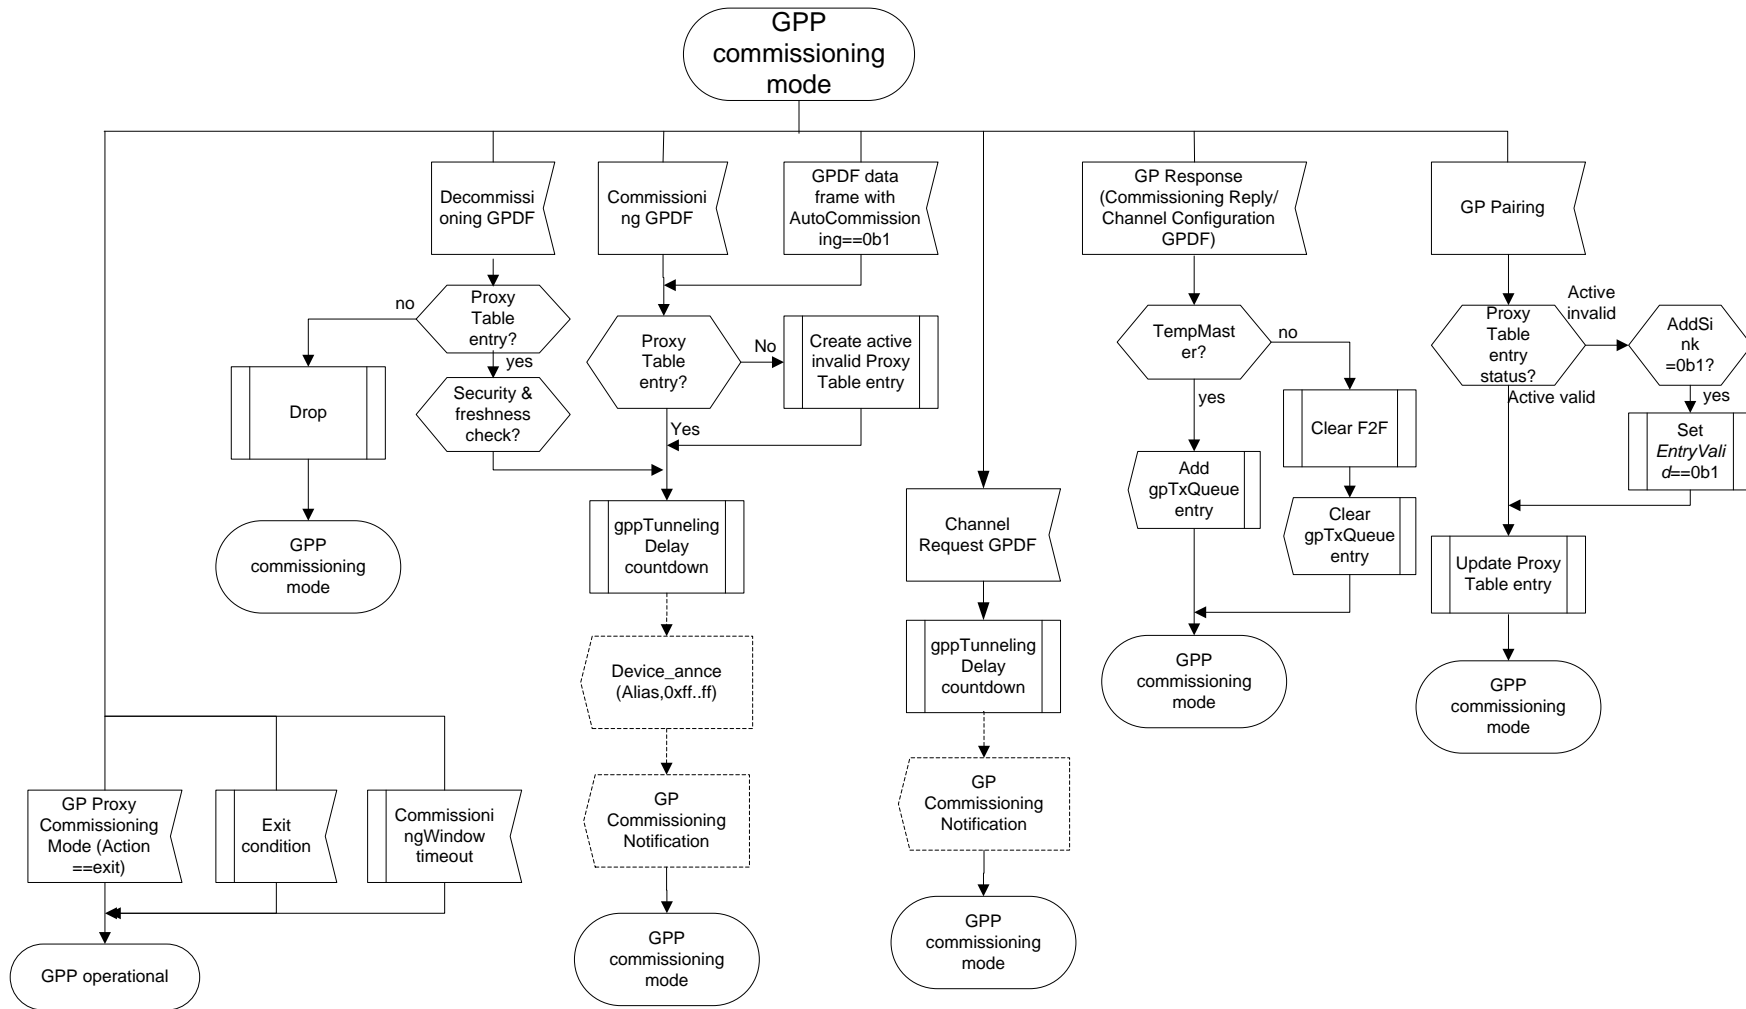 GPP
commissioning
mode
Decommissi
oning GPDF
Commissioni
ng GPDF
GPDF data
frame with
AutoCommission
ing==0b1
GP Response
(Commissioning Reply/
Channel Configuration
GPDF)
GP Pairing
no
Proxy
Table
entry?
yes
Security &
freshness
check?
Drop
GPP
commissioning
mode
Proxy
Table
entry?
No
Yes
Create active
invalid Proxy
Table entry
gppTunneling
Delay
countdown
Device_annce
(Alias,0xff..ff)
GP
Commissioning
Notification
GPP
commissioning
mode
Channel
Request GPDF
gppTunneling
Delay
countdown
GP
Commissioning
Notification
GPP
commissioning
mode
TempMast
er?
no
yes
Clear F2F
Add
gpTxQueue
entry
Clear
gpTxQueue
entry
GPP
commissioning
mode
Proxy
Table
entry
status?
Active
invalid
Active valid
AddSi
nk
=0b1?
yes
Set
EntryVali
d==0b1
Update Proxy
Table entry
GPP
commissioning
mode
GP Proxy
Commissioning
Mode (Action
==exit)
Exit
condition
Commissioni
ngWindow
timeout
GPP operational